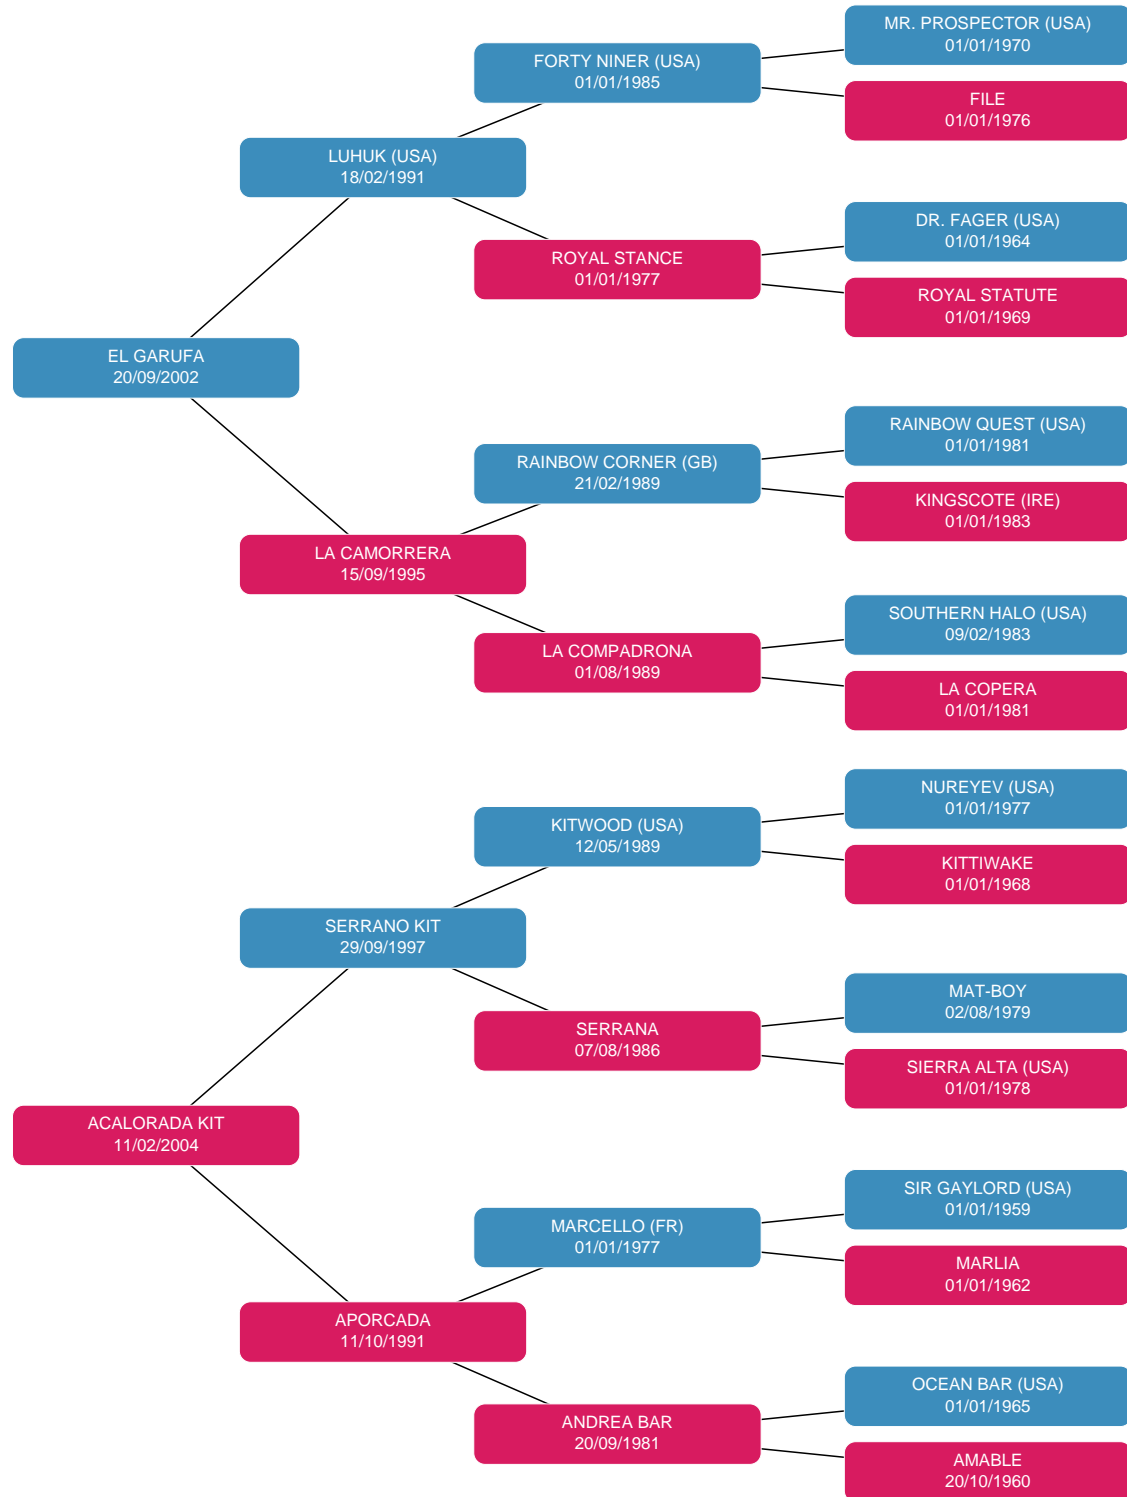 MR. PROSPECTOR (USA)
01/01/1970
FORTY NINER (USA)
01/01/1985
FILE
01/01/1976
LUHUK (USA)
18/02/1991
DR. FAGER (USA)
01/01/1964
ROYAL STANCE
01/01/1977
ROYAL STATUTE
01/01/1969
EL GARUFA
20/09/2002
RAINBOW QUEST (USA)
01/01/1981
RAINBOW CORNER (GB)
21/02/1989
KINGSCOTE (IRE)
01/01/1983
LA CAMORRERA
15/09/1995
SOUTHERN HALO (USA)
09/02/1983
LA COMPADRONA
01/08/1989
LA COPERA
01/01/1981
NUREYEV (USA)
01/01/1977
KITWOOD (USA)
12/05/1989
KITTIWAKE
01/01/1968
SERRANO KIT
29/09/1997
MAT-BOY
02/08/1979
SERRANA
07/08/1986
SIERRA ALTA (USA)
01/01/1978
ACALORADA KIT
11/02/2004
SIR GAYLORD (USA)
01/01/1959
MARCELLO (FR)
01/01/1977
MARLIA
01/01/1962
APORCADA
11/10/1991
OCEAN BAR (USA)
01/01/1965
ANDREA BAR
20/09/1981
AMABLE
20/10/1960